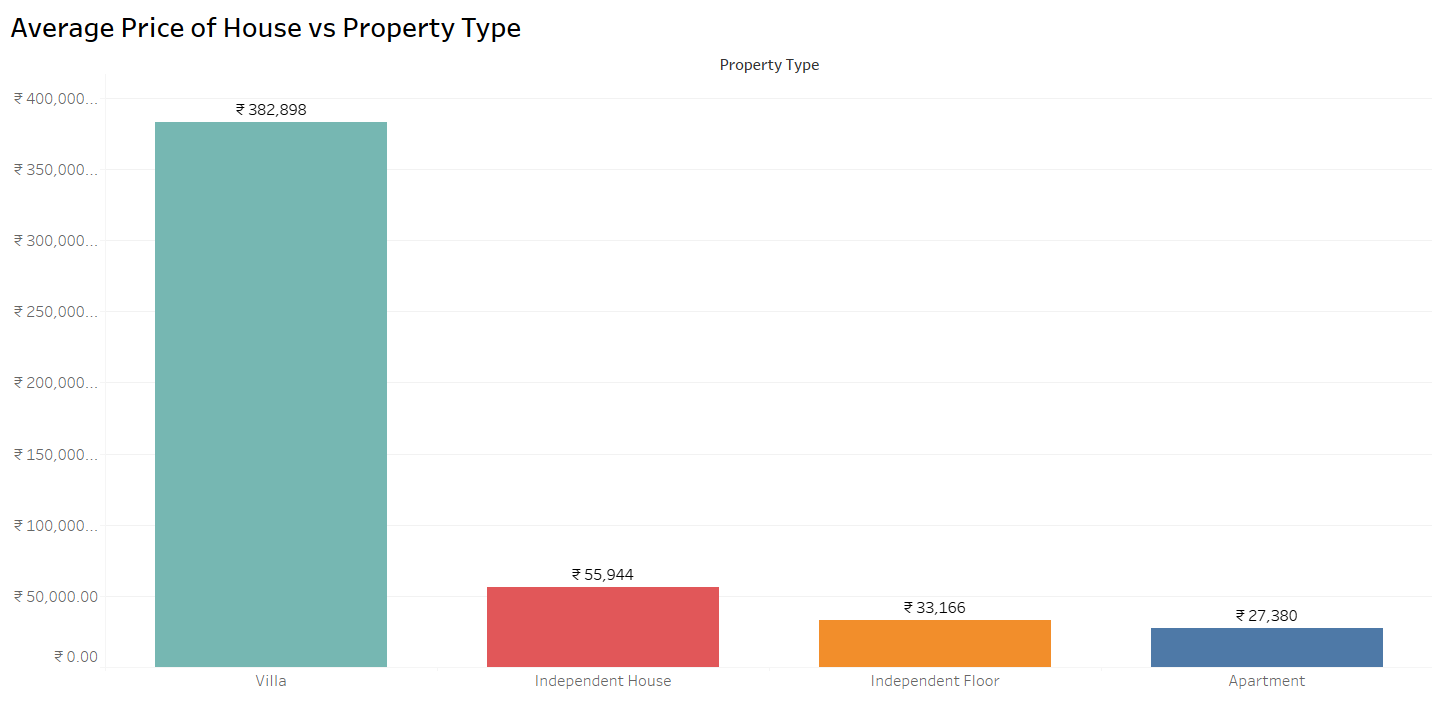 Average Price of House vs Property Type
Property Type
₹ 400,000...
₹ 350,000...
₹ 300,000...
₹ 250,000...
₹ 200,000...
₹ 150,000...
₹ 100,000...
₹ 50,000.00
₹ 0.00
₹ 382,898
₹ 55,944
₹ 33,166
₹ 27,380
Villa
Independent House
Independent Floor
Apartment